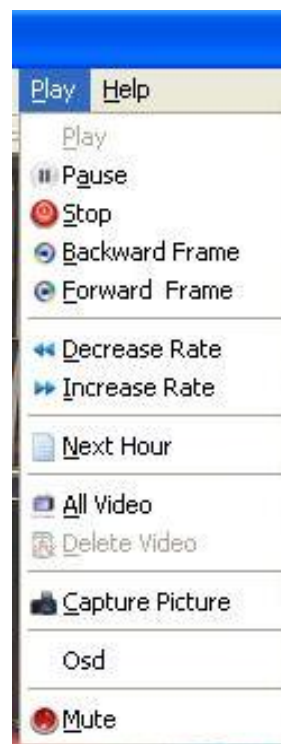 Play Help
Play
Pause
Stop
Backward Frame
Forward Frame
Decrease Rate
Increase Rate
Next Hour
All Video
Delete Video
Capture Picture
Osd
Mute